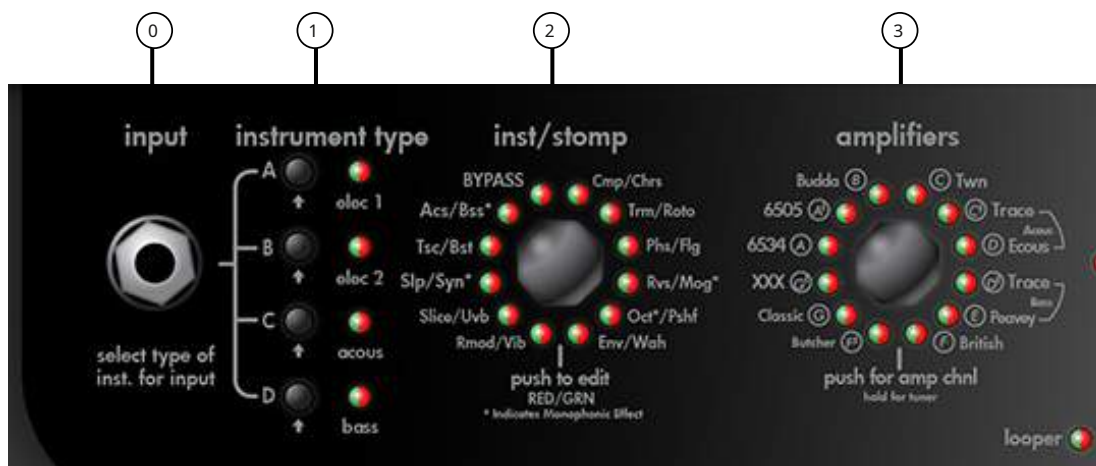 0
1
2
3
input
instrument type
inst/stomp
amplifiers
A
elec 1
B
elec 2
C
acous
D
bass
select type of
inst. for input
BYPASS
Cmp/Chrs
Acs/Bss*
Trm/Roto
Tsc/Bst
Phs/Flg
Slp/Syn*
Rvs/Mog*
Slice/Uvb
Oct*/Pshf
Rmod/Vib
Env/Wah
push to edit
RED/GRN
* Indicates Monophonic Effect
Budda B
C Twn
6505 A#
C# Trace
Acous
6534 A
D Ecous
XXX G#
D# Trace
Bass
Classic G
E Peavey
Butcher F#
F British
push for amp chnl
hold for tuner
looper